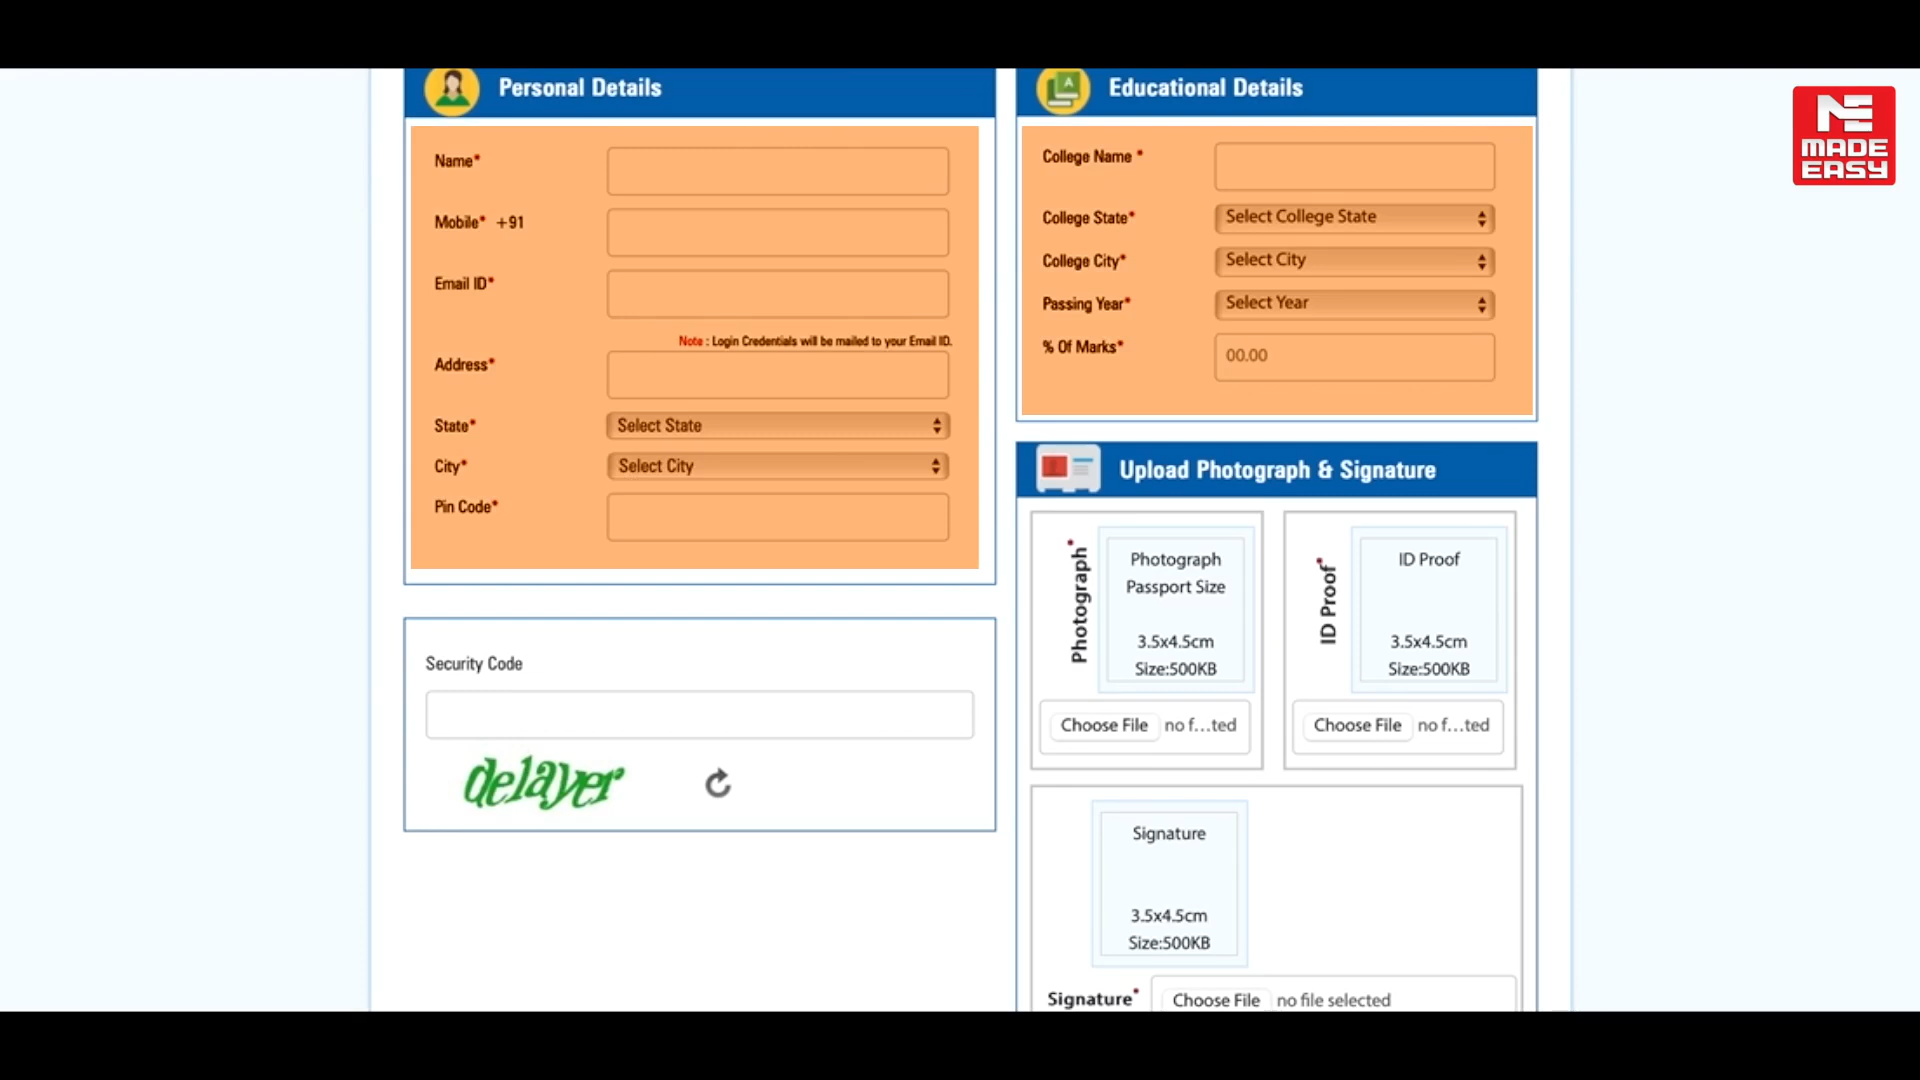 Personal Details
Name*
Mobile* +91
Email ID*
Note : Login Credentials will be mailed to your Email ID.
Address*
State* Select State
City* Select City
Pin Code*
Security Code
delayer
Educational Details
College Name *
College State* Select College State
College City* Select City
Passing Year* Select Year
% Of Marks* 00.00
Upload Photograph & Signature
Photograph*
Photograph
Passport Size
3.5x4.5cm
Size:500KB
Choose File no f...ted
ID Proof*
ID Proof
3.5x4.5cm
Size:500KB
Choose File no f...ted
Signature
3.5x4.5cm
Size:500KB
Signature* Choose File no file selected
ME
MADE
EASY